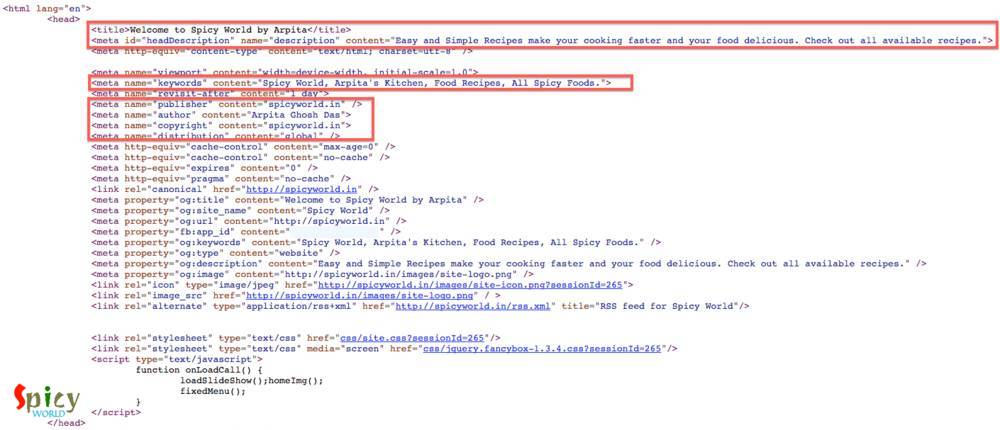 <html lang="en">
<head>
<title>Welcome to Spicy World by Arpita</title>
<meta id="headDescription" name="description" content="Easy and Simple Recipes make your cooking faster and your food delicious. Check out all available recipes.">
<meta http-equiv="content-type" content="text/html; charset=utf-8" />
<meta name="viewport" content="width=device-width, initial-scale=1.0">
<meta name="keywords" content="Spicy World, Arpita's Kitchen, Food Recipes, All Spicy Foods.">
<meta name="revisit-after" content="1 day">
<meta name="publisher" content="spicyworld.in" />
<meta name="author" content="Arpita Ghosh Das">
<meta name="copyright" content="spicyworld.in">
<meta name="distribution" content="global" />
<meta http-equiv="cache-control" content="max-age=0" />
<meta http-equiv="cache-control" content="no-cache" />
<meta http-equiv="expires" content="0" />
<meta http-equiv="pragma" content="no-cache" />
<link rel="canonical" href="http://spicyworld.in" />
<meta property="og:title" content="Welcome to Spicy World by Arpita" />
<meta property="og:site_name" content="Spicy World" />
<meta property="og:url" content="http://spicyworld.in" />
<meta property="fb:app_id" content="" />
<meta property="og:keywords" content="Spicy World, Arpita's Kitchen, Food Recipes, All Spicy Foods." />
<meta property="og:type" content="website" />
<meta property="og:description" content="Easy and Simple Recipes make your cooking faster and your food delicious. Check out all available recipes." />
<meta property="og:image" content="http://spicyworld.in/images/site-logo.png" />
<link rel="icon" type="image/jpeg" href="http://spicyworld.in/images/site-icon.png?sessionId=265">
<link rel="image_src" href="http://spicyworld.in/images/site-logo.png" / >
<link rel="alternate" type="application/rss+xml" href="http://spicyworld.in/rss.xml" title="RSS feed for Spicy World"/>
<link rel="stylesheet" type="text/css" href="css/site.css?sessionId=265"/>
<link rel="stylesheet" type="text/css" media="screen" href="css/jquery.fancybox-1.3.4.css?sessionId=265"/>
<script type="text/javascript">
function onLoadCall() {
loadSlideShow();homeImg();
fixedMenu();
}
</script>
</head>
Spicy
WORLD